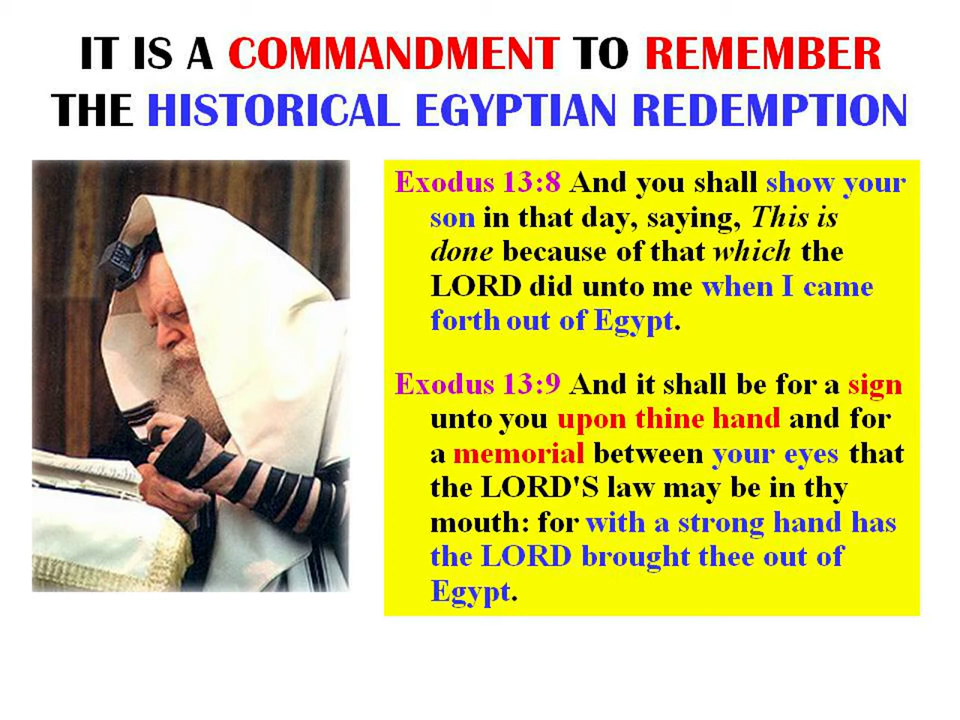 IT IS A COMMANDMENT TO REMEMBER
THE HISTORICAL EGYPTIAN REDEMPTION
Exodus 13:8 And you shall show your
son in that day, saying, This is
done because of that which the
LORD did unto me when I came
forth out of Egypt.
Exodus 13:9 And it shall be for a sign
unto you upon thine hand and for
a memorial between your eyes that
the LORD'S law may be in thy
mouth: for with a strong hand has
the LORD brought thee out of
Egypt.